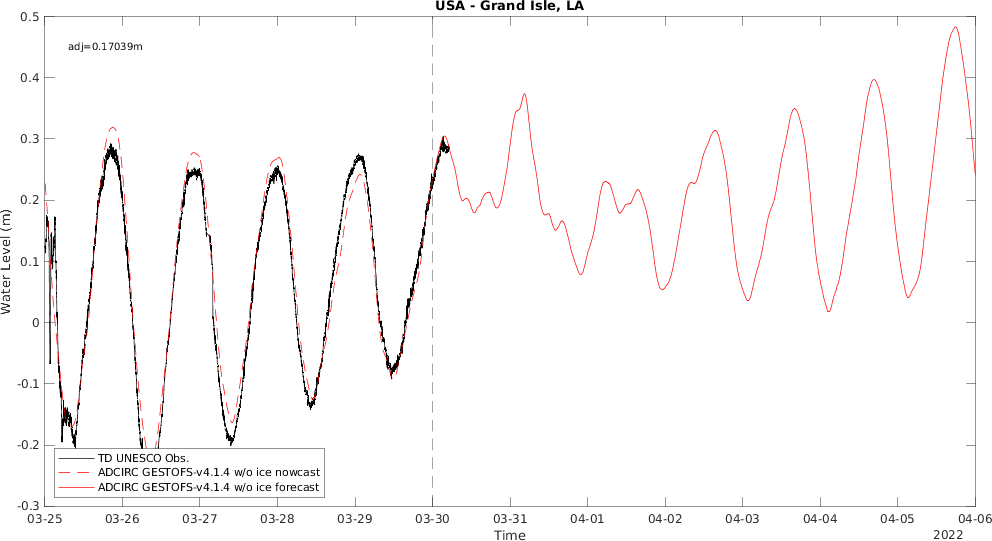 USA - Grand Isle, LA
adj=0.17039m
Water Level (m)
0.5
0.4
0.3
0.2
0.1
0
-0.1
-0.2
-0.3
TD UNESCO Obs.
ADCIRC GESTOFS-v4.1.4 w/o ice nowcast
ADCIRC GESTOFS-v4.1.4 w/o ice forecast
03-25 03-26 03-27 03-28 03-29 03-30 03-31 04-01 04-02 04-03 04-04 04-05 04-06
Time
2022